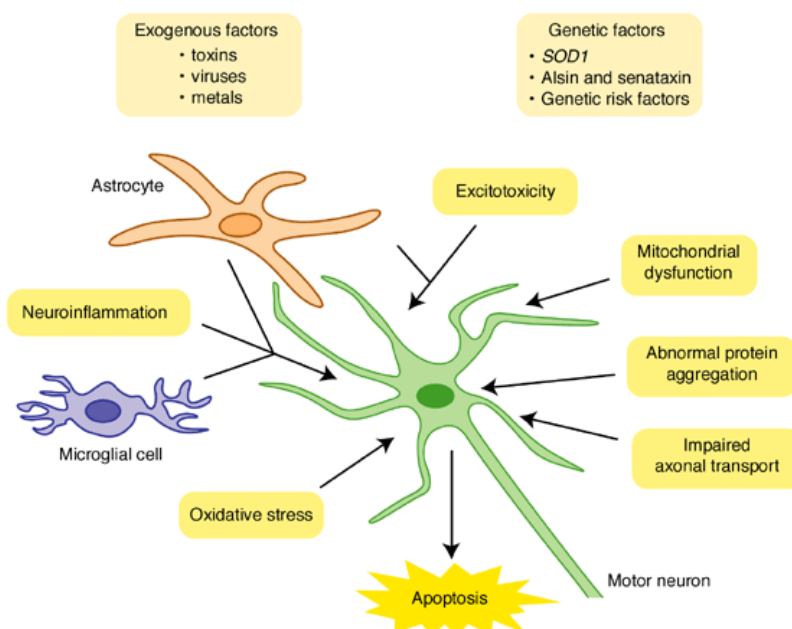 Exogenous factors
• toxins
• viruses
• metals
Genetic factors
• SOD1
• Alsin and senataxin
• Genetic risk factors
Astrocyte
Excitotoxicity
Mitochondrial
dysfunction
Neuroinflammation
Abnormal protein
aggregation
Microglial cell
Impaired
axonal transport
Oxidative stress
Motor neuron
Apoptosis